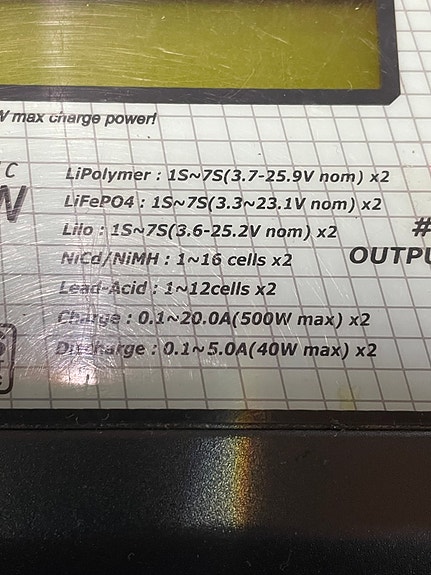 W max charge power!
C
W
LiPolymer : 1S~7S(3.7-25.9V nom) x2
LiFePO4 : 1S~7S(3.3~23.1V nom) x2
LiIo : 1S~7S(3.6-25.2V nom) x2
NiCd/NiMH : 1~16 cells x2
Lead-Acid : 1~12cells x2
Charge : 0.1~20.0A(500W max) x2
Discharge : 0.1~5.0A(40W max) x2
#
OUTPU